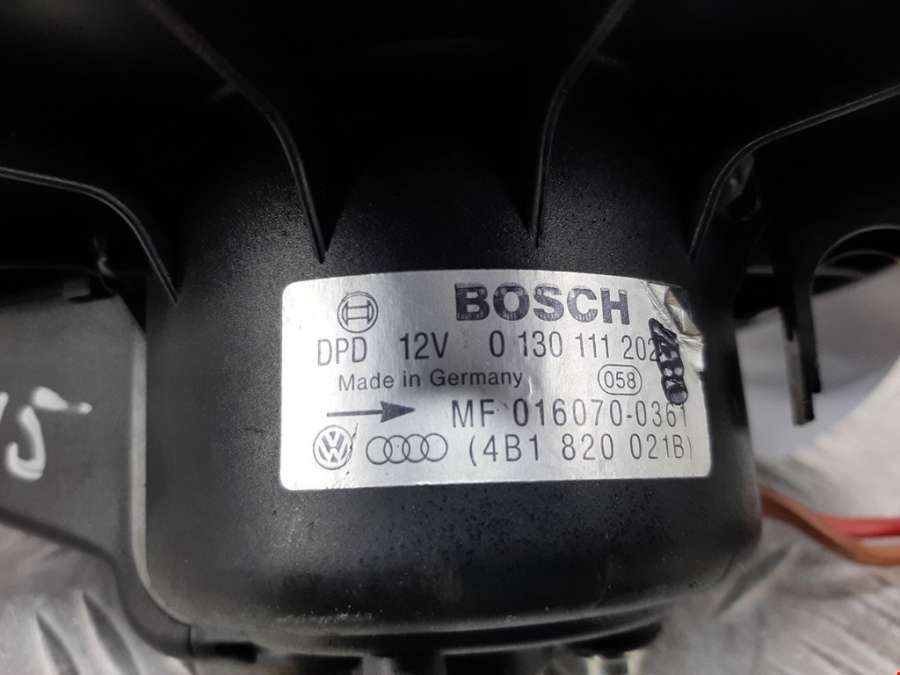 BOSCH
DPD 12V 0 130 111 202
Made in Germany 058
MF 016070-0361
(4B1 820 021B)